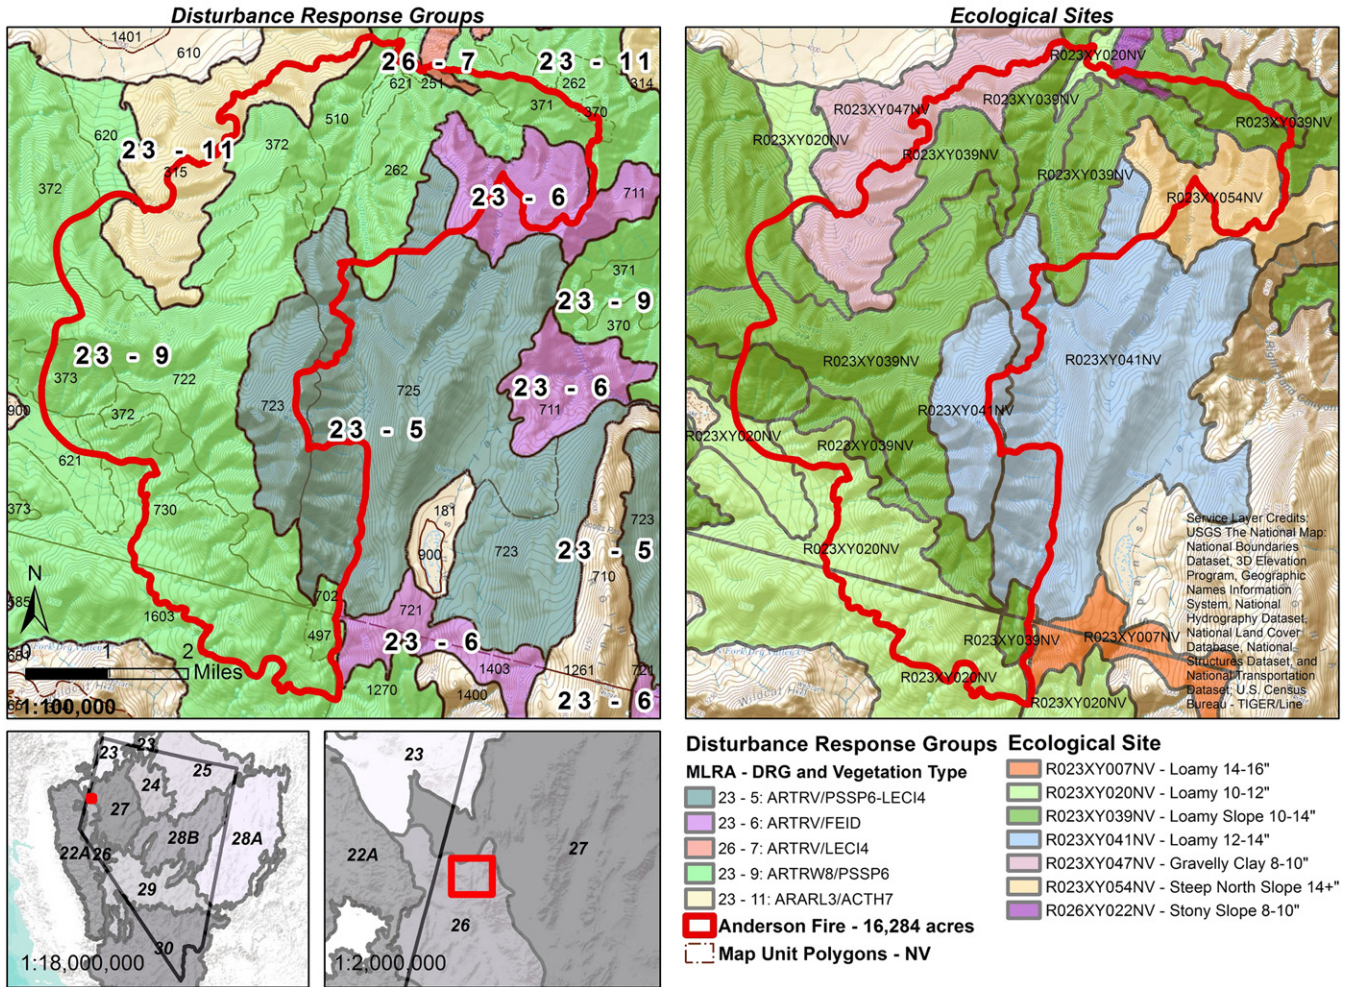 Disturbance Response Groups
1401
610
26 - 7
23 - 11
621
251
262
314
371
370
510
620
372
23 - 11
315
262
372
23 - 6
711
371
23 - 9
370
23 - 9
373
722
725
23 - 6
711
372
723
900
23 - 5
621
373
730
181
900
723
723
23 - 5
710
N
702
721
1603
497
23 - 6
1403
1261
721
0 1 2
Miles
1270
1400
23 - 6
1:100,000
Ecological Sites
R023XY020NV
R023XY047NV
R023XY039NV
R023XY020NV
R023XY039NV
R023XY039NV
R023XY039NV
R023XY054NV
R023XY039NV
R023XY041NV
R023XY041NV
R023XY020NV
R023XY039NV
R023XY020NV
R023XY039NV
R023XY007NV
R023XY020NV
R023XY020NV
Service Layer Credits:
USGS The National Map:
National Boundaries
Dataset, 3D Elevation
Program, Geographic
Names Information
System, National
Hydrography Dataset,
National Land Cover
Database, National
Structures Dataset, and
National Transportation
Dataset; U.S. Census
Bureau - TIGER/Line
23
23
25
24
27
28B
28A
22A
26
29
30
1:18,000,000
23
22A
27
26
1:2,000,000
Disturbance Response Groups
MLRA - DRG and Vegetation Type
23 - 5: ARTRV/PSSP6-LECI4
23 - 6: ARTRV/FEID
26 - 7: ARTRV/LECI4
23 - 9: ARTRW8/PSSP6
23 - 11: ARARL3/ACTH7
Anderson Fire - 16,284 acres
Map Unit Polygons - NV
Ecological Site
R023XY007NV - Loamy 14-16"
R023XY020NV - Loamy 10-12"
R023XY039NV - Loamy Slope 10-14"
R023XY041NV - Loamy 12-14"
R023XY047NV - Gravelly Clay 8-10"
R023XY054NV - Steep North Slope 14+"
R026XY022NV - Stony Slope 8-10"